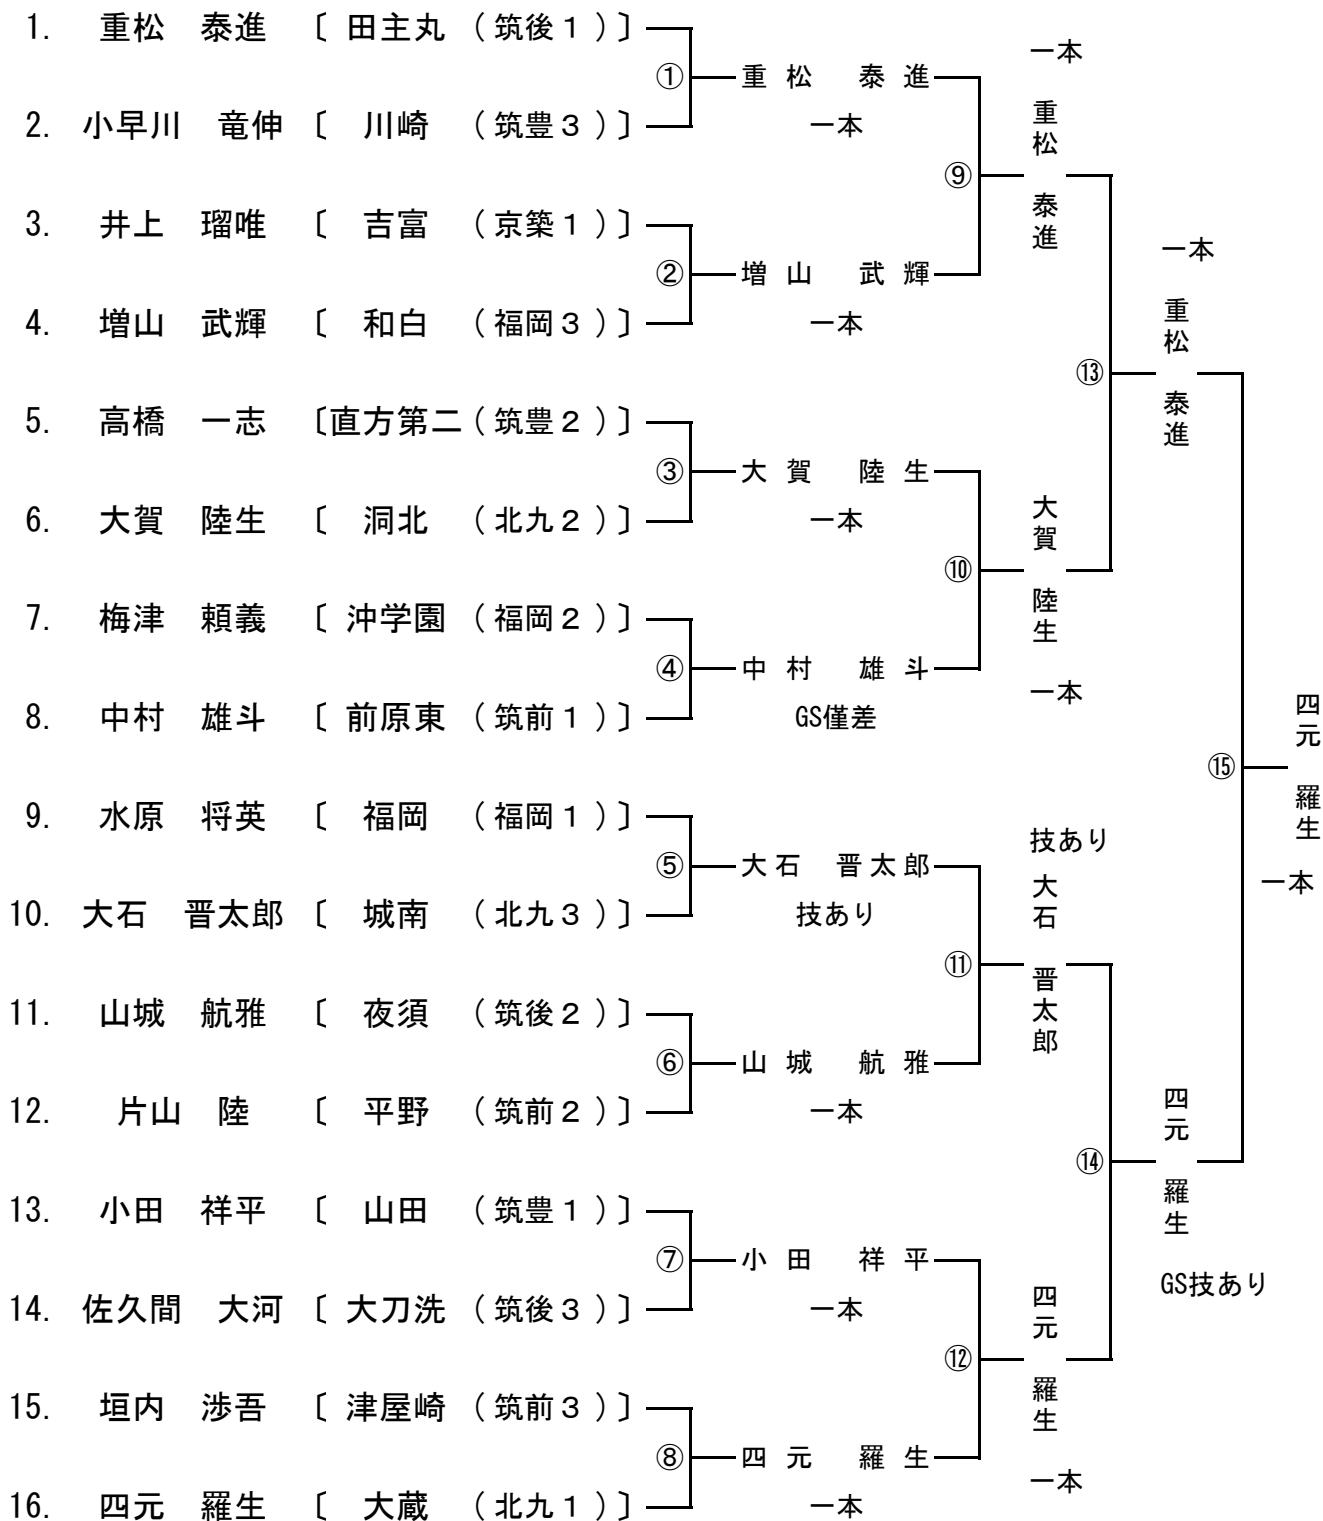 1. 重松 泰進 〔 田主丸 （筑後１）〕
2. 小早川 竜伸 〔 川崎 （筑豊３）〕
3. 井上 瑠唯 〔 吉富 （京築１）〕
4. 増山 武輝 〔 和白 （福岡３）〕
5. 高橋 一志 〔直方第二（筑豊２）〕
6. 大賀 陸生 〔 洞北 （北九２）〕
7. 梅津 頼義 〔 沖学園 （福岡２）〕
8. 中村 雄斗 〔 前原東 （筑前１）〕
9. 水原 将英 〔 福岡 （福岡１）〕
10. 大石 晋太郎 〔 城南 （北九３）〕
11. 山城 航雅 〔 夜須 （筑後２）〕
12. 片山 陸 〔 平野 （筑前２）〕
13. 小田 祥平 〔 山田 （筑豊１）〕
14. 佐久間 大河 〔 大刀洗 （筑後３）〕
15. 垣内 渉吾 〔 津屋崎 （筑前３）〕
16. 四元 羅生 〔 大蔵 （北九１）〕
① 重松 泰進
一本
② 増山 武輝
一本
③ 大賀 陸生
一本
④ 中村 雄斗
GS僅差
⑤ 大石 晋太郎
技あり
⑥ 山城 航雅
一本
⑦ 小田 祥平
一本
⑧ 四元 羅生
一本
一本
⑨ 重松 泰進
⑩ 大賀 陸生
一本
技あり
⑪ 大石 晋太郎
⑫ 四元 羅生
一本
一本
⑬ 重松 泰進
⑭ 四元 羅生
GS技あり
⑮ 四元 羅生
一本